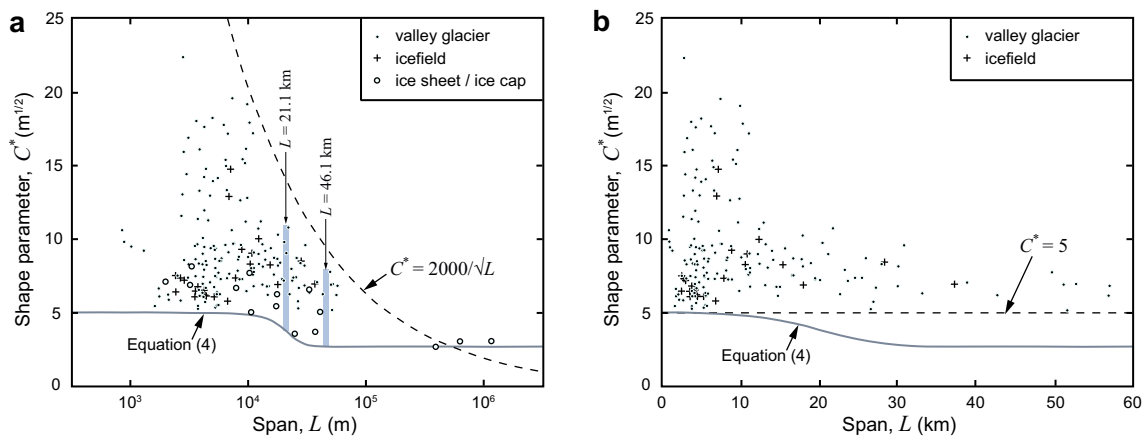 a
25
20
15
10
5
0
Shape parameter, C* (m1/2)
valley glacier
icefield
ice sheet / ice cap
L = 21.1 km
L = 46.1 km
C* = 2000/√L
Equation (4)
10³ 10⁴ 10⁵ 10⁶
Span, L (m)
b
25
20
15
10
5
0
Shape parameter, C* (m1/2)
valley glacier
icefield
C* = 5
Equation (4)
0 10 20 30 40 50 60
Span, L (km)